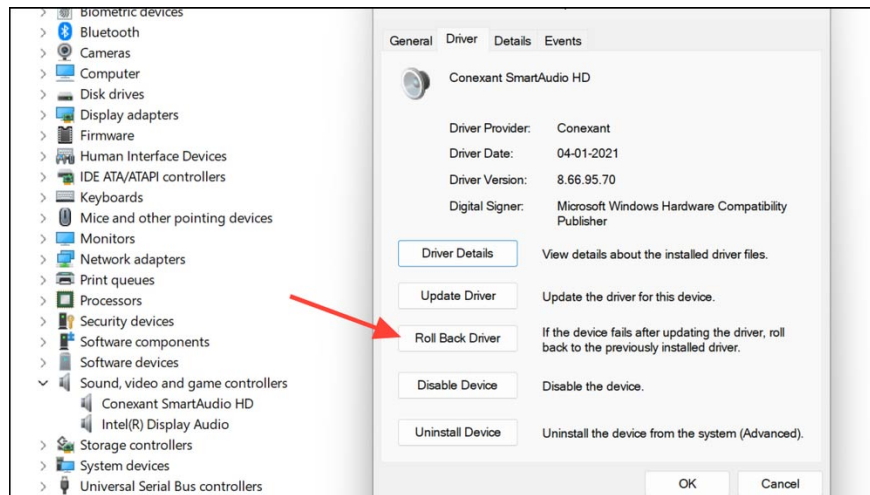 Biometric devices
Bluetooth
Cameras
Computer
Disk drives
Display adapters
Firmware
Human Interface Devices
IDE ATA/ATAPI controllers
Keyboards
Mice and other pointing devices
Monitors
Network adapters
Print queues
Processors
Security devices
Software components
Software devices
Sound, video and game controllers
Conexant SmartAudio HD
Intel(R) Display Audio
Storage controllers
System devices
Universal Serial Bus controllers
General Driver Details Events
Conexant SmartAudio HD
Driver Provider: Conexant
Driver Date: 04-01-2021
Driver Version: 8.66.95.70
Digital Signer: Microsoft Windows Hardware Compatibility
Publisher
Driver Details View details about the installed driver files.
Update Driver Update the driver for this device.
Roll Back Driver If the device fails after updating the driver, roll
back to the previously installed driver.
Disable Device Disable the device.
Uninstall Device Uninstall the device from the system (Advanced).
OK Cancel